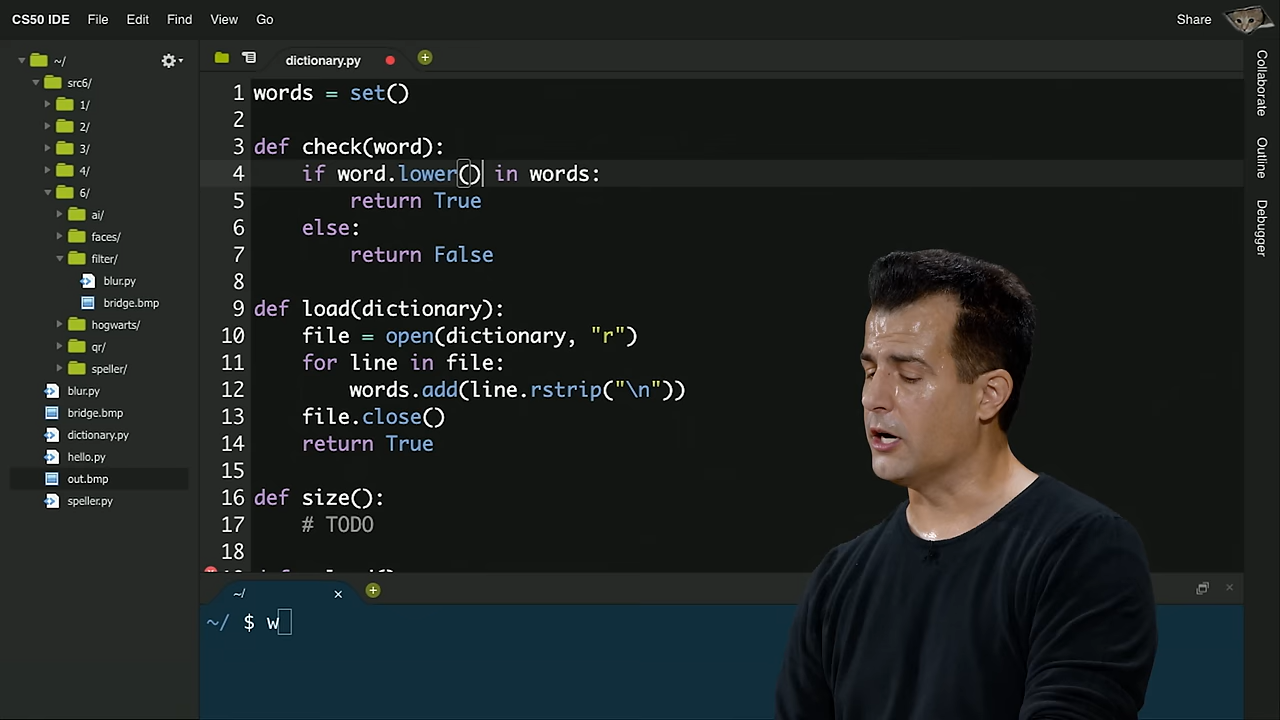 CS50 IDE File Edit Find View Go Share
~/
src6/
1/
2/
3/
4/
6/
ai/
faces/
filter/
blur.py
bridge.bmp
hogwarts/
qr/
speller/
blur.py
bridge.bmp
dictionary.py
hello.py
out.bmp
speller.py
dictionary.py
1 words = set()
2
3 def check(word):
4 if word.lower() in words:
5 return True
6 else:
7 return False
8
9 def load(dictionary):
10 file = open(dictionary, "r")
11 for line in file:
12 words.add(line.rstrip("\n"))
13 file.close()
14 return True
15
16 def size():
17 # TODO
18
~/
~/ $ w
Collaborate
Outline
Debugger